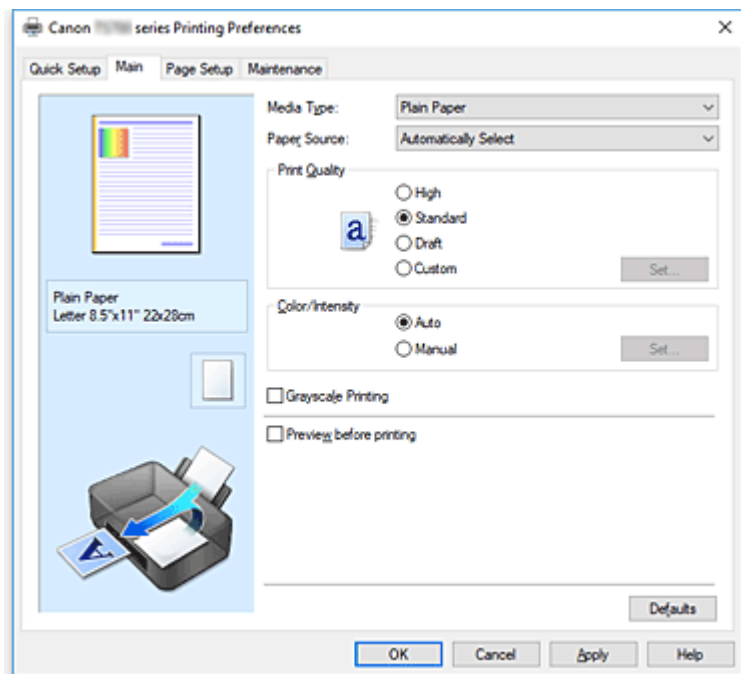 Canon series Printing Preferences
Quick Setup Main Page Setup Maintenance
Media Type: Plain Paper
Paper Source: Automatically Select
Print Quality
High
Standard
Draft
Custom Set...
Plain Paper
Letter 8.5"x11" 22x28cm
Color/Intensity
Auto
Manual Set...
Grayscale Printing
Preview before printing
Defaults
OK Cancel Apply Help
a
A